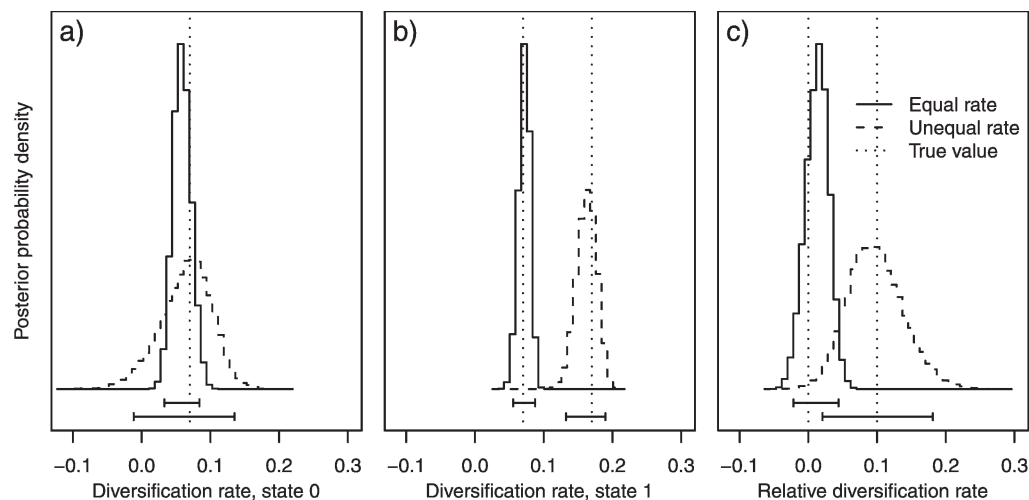 a)
b)
c)
Equal rate
Unequal rate
True value
Posterior probability density
−0.1 0.0 0.1 0.2 0.3
−0.1 0.0 0.1 0.2 0.3
−0.1 0.0 0.1 0.2 0.3
Diversification rate, state 0
Diversification rate, state 1
Relative diversification rate